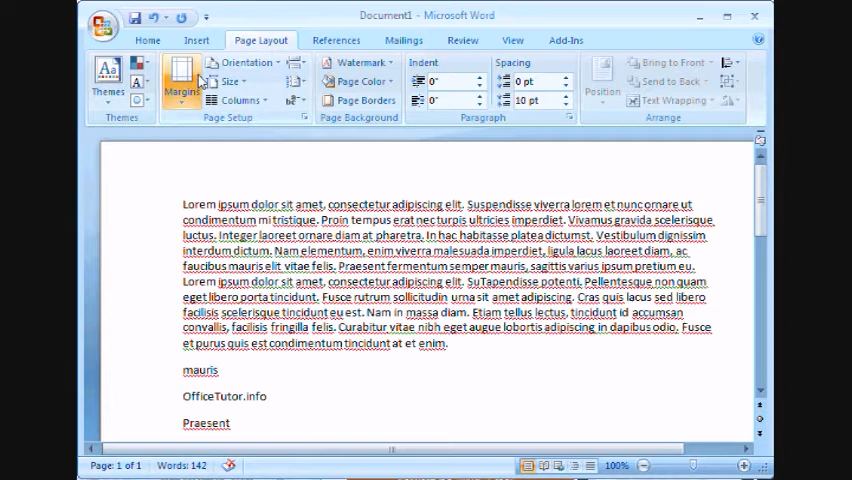 Document1 - Microsoft Word
Home Insert Page Layout References Mailings Review View Add-Ins
Themes Margins Orientation Size Columns Watermark Page Color Page Borders Indent Spacing
0" 0 pt
0" 10 pt
Position Bring to Front Send to Back Text Wrapping
Themes Page Setup Page Background Paragraph Arrange
Lorem ipsum dolor sit amet, consectetur adipiscing elit. Suspendisse viverra lorem et nunc ornare ut
condimentum mi tristique. Proin tempus erat nec turpis ultricies imperdiet. Vivamus gravida scelerisque
luctus. Integer laoreet ornare diam at pharetra. In hac habitasse platea dictumst. Vestibulum dignissim
interdum dictum. Nam elementum, enim viverra malesuada imperdiet, ligula lacus laoreet diam, ac
faucibus mauris elit vitae felis. Praesent fermentum semper mauris, sagittis varius ipsum pretium eu.
Lorem ipsum dolor sit amet, consectetur adipiscing elit. SuTapendisse potenti. Pellentesque non quam
eget libero porta tincidunt. Fusce rutrum sollicitudin urna sit amet adipiscing. Cras quis lacus sed libero
facilisis scelerisque tincidunt eu est. Nam in massa diam. Etiam tellus lectus, tincidunt id accumsan
convallis, facilisis fringilla felis. Curabitur vitae nibh eget augue lobortis adipiscing in dapibus odio. Fusce
et purus quis est condimentum tincidunt at et enim.
mauris
OfficeTutor.info
Praesent
Page: 1 of 1 Words: 142 100%